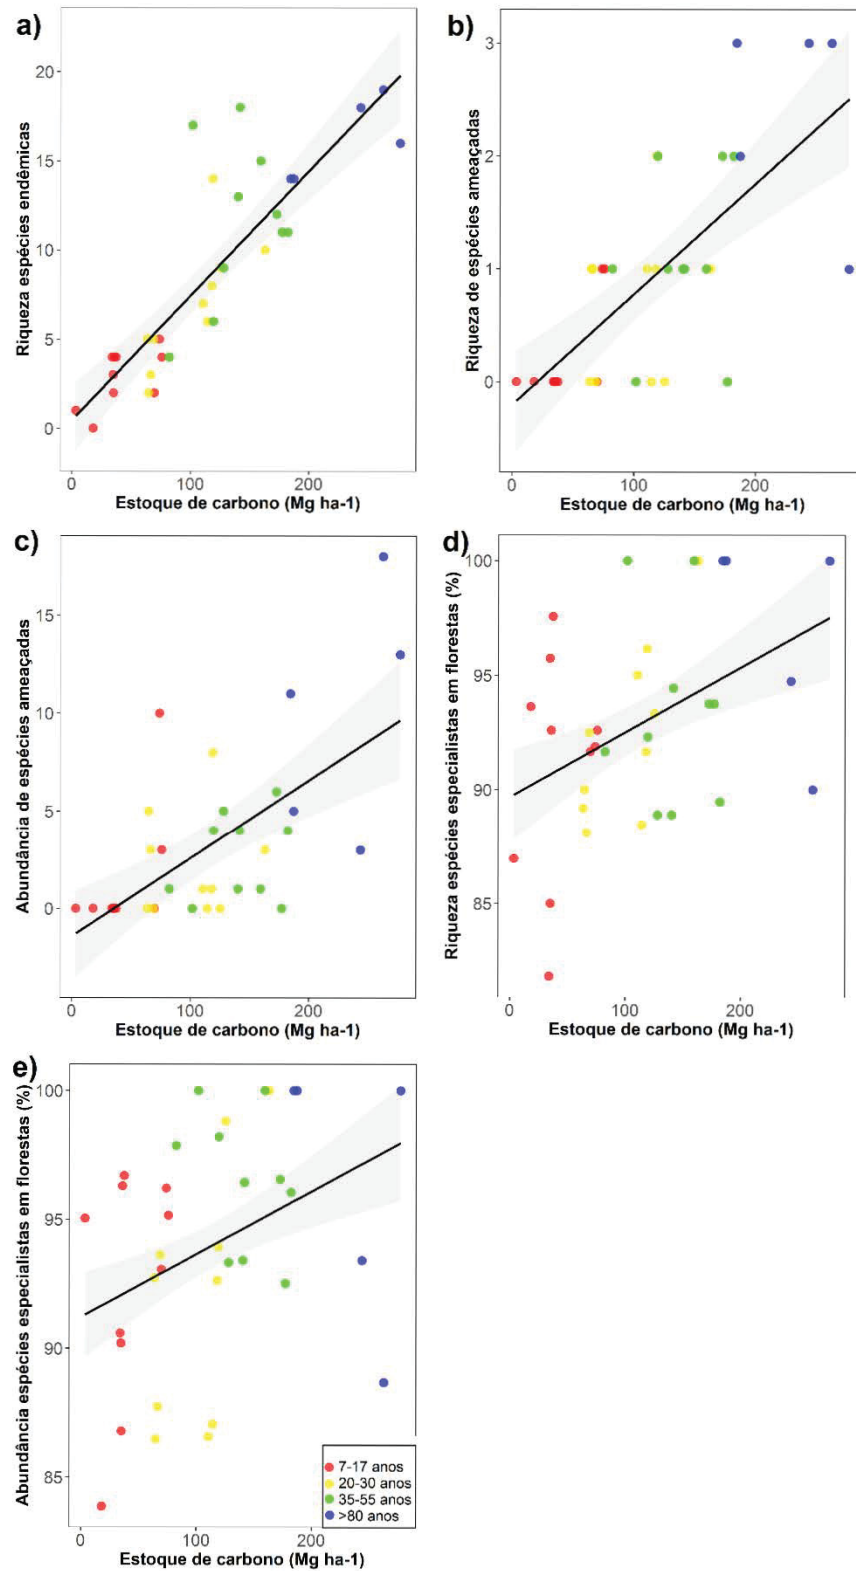 a)
Riqueza espécies endêmicas
20
15
10
5
0
0 100 200
Estoque de carbono (Mg ha-1)
b)
Riqueza de espécies ameaçadas
3
2
1
0
0 100 200
Estoque de carbono (Mg ha-1)
c)
Abundância de espécies ameaçadas
15
10
5
0
0 100 200
Estoque de carbono (Mg ha-1)
d)
Riqueza espécies especialistas em florestas (%)
100
95
90
85
0 100 200
Estoque de carbono (Mg ha-1)
e)
Abundância espécies especialistas em florestas (%)
100
95
90
85
0 100 200
Estoque de carbono (Mg ha-1)
7-17 anos
20-30 anos
35-55 anos
>80 anos